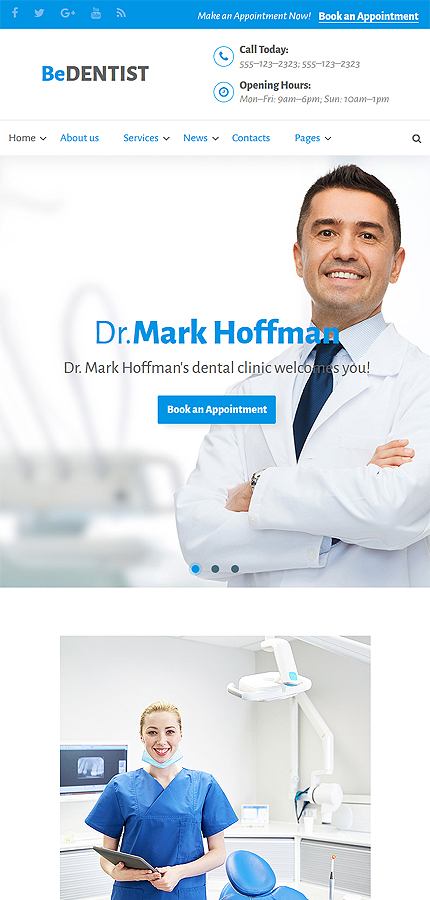 Make an Appointment Now! Book an Appointment
BeDENTIST
Call Today:
555–123–2323; 555–123–2323
Opening Hours:
Mon–Fri: 9am–6pm; Sun: 10am–1pm
Home About us Services News Contacts Pages
Dr.Mark Hoffman
Dr. Mark Hoffman's dental clinic welcomes you!
Book an Appointment